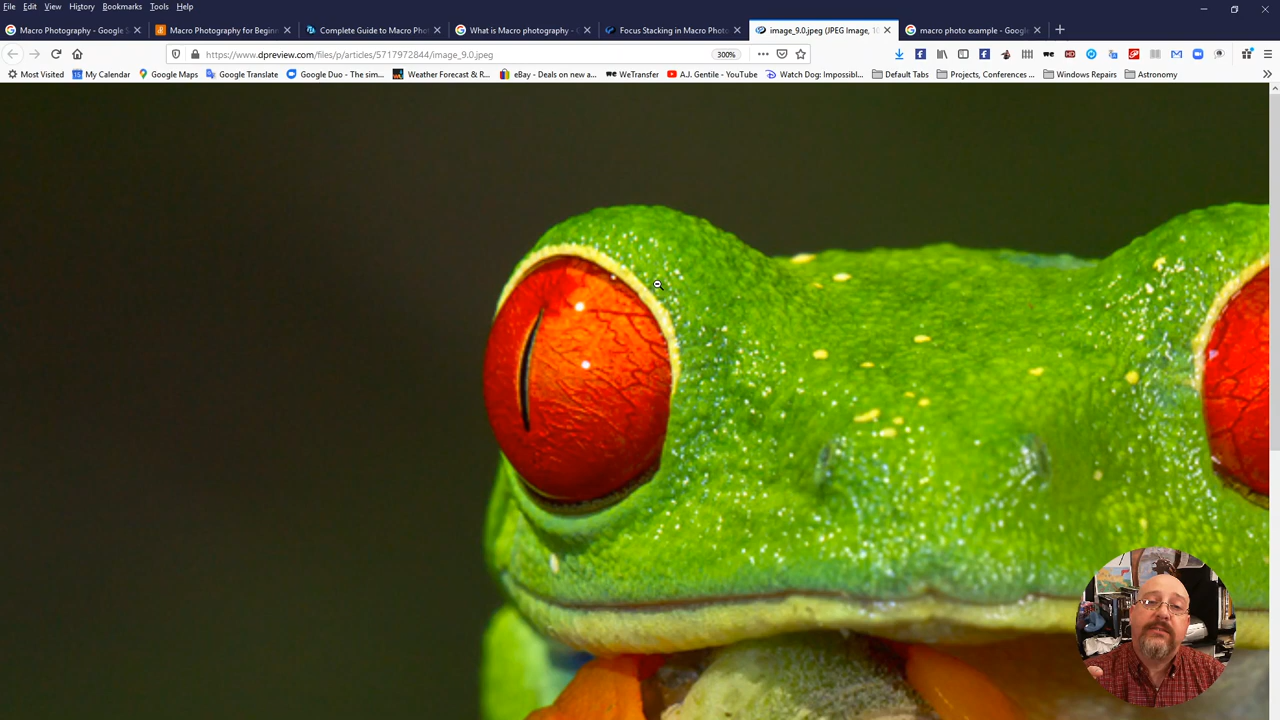 File Edit View History Bookmarks Tools Help
Macro Photography - Google S Macro Photography for Beginn Complete Guide to Macro Phot What is Macro photography - G Focus Stacking in Macro Photo image_9.0.jpeg (JPEG Image, 10 macro photo example - Google
https://www.dpreview.com/files/p/articles/5717972844/image_9.0.jpeg 300%
Most Visited My Calendar Google Maps Google Translate Google Duo - The sim... Weather Forecast & R... eBay - Deals on new a... WeTransfer A.J. Gentile - YouTube Watch Dog: Impossibl... Default Tabs Projects, Conferences ... Windows Repairs Astronomy